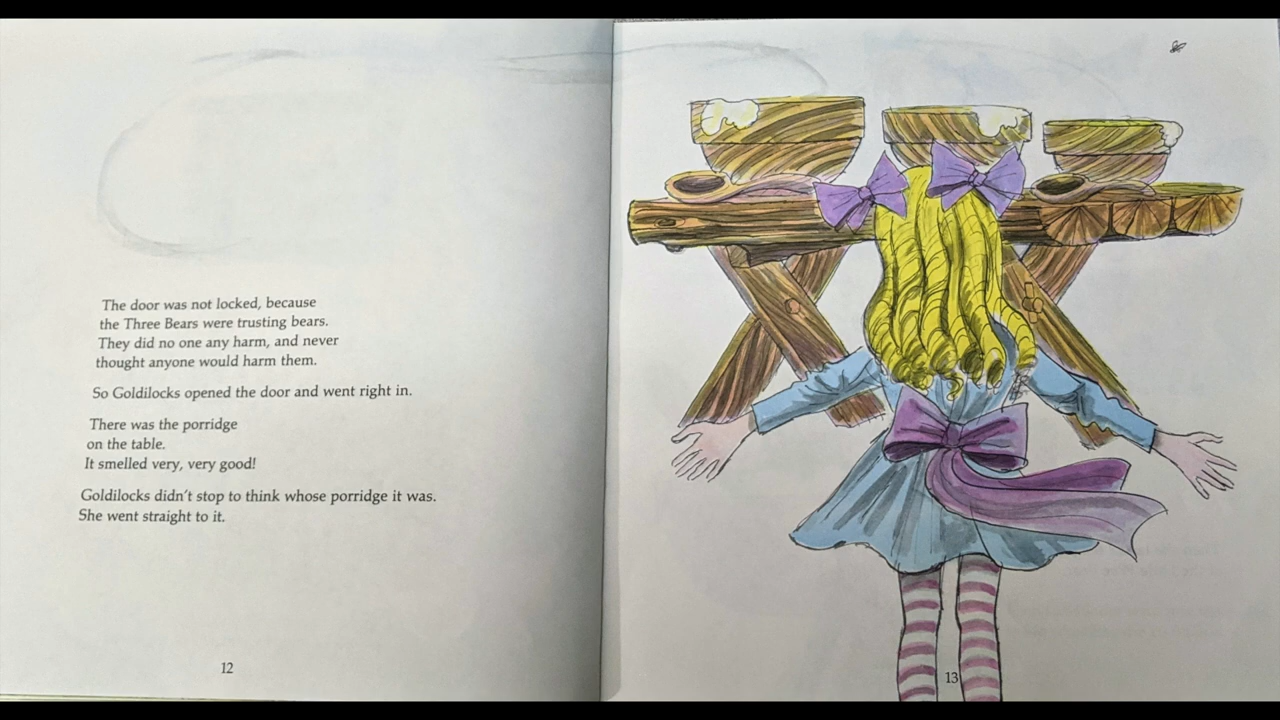 The door was not locked, because
the Three Bears were trusting bears.
They did no one any harm, and never
thought anyone would harm them.
So Goldilocks opened the door and went right in.
There was the porridge
on the table.
It smelled very, very good!
Goldilocks didn't stop to think whose porridge it was.
She went straight to it.
12
13